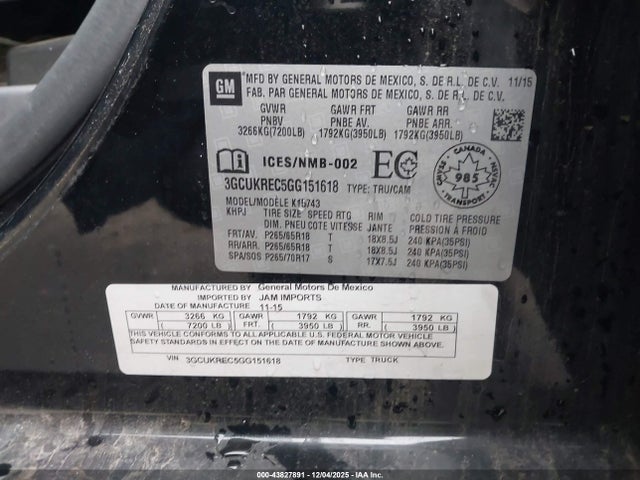 GM
MFD BY GENERAL MOTORS DE MEXICO, S. DE R.L. DE C.V. 11/15
FAB. PAR GENERAL MOTORS DE MEXICO, S. DE R.L. DE C.V.
GVWR GAWR FRT GAWR RR
PNBV PNBE AV. PNBE ARR.
3266KG(7200LB) 1792KG(3950LB) 1792KG(3950LB)
ICES/NMB-002 EC
CANADA
985
3GCUKREC5GG151618 TYPE: TRU/CAM
MODEL/MODÈLE K15743
KHPJ TIRE SIZE SPEED RTG RIM COLD TIRE PRESSURE
DIM. PNEU COTE VITESSE JANTE PRESSION À FROID
FRT/AV. P265/65R18 T 18X8.5J 240 KPA(35PSI)
RR/ARR. P265/65R18 T 18X8.5J 240 KPA(35PSI)
SPA/SOS P265/70R17 S 17X7.5J 240 KPA(35PSI)
MANUFACTURED BY General Motors De Mexico
IMPORTED BY JAM IMPORTS
DATE OF MANUFACTURE 11-15
GVWR 3266 KG GAWR 1792 KG GAWR 1792 KG
( 7200 LB ) FRT. ( 3950 LB ) RR. ( 3950 LB )
THIS VEHICLE CONFORMS TO ALL APPLICABLE U.S. FEDERAL MOTOR VEHICLE
SAFETY STANDARDS IN EFFECT ON THE DATE OF MANUFACTURE SHOWN ABOVE.
VIN 3GCUKREC5GG151618 TYPE TRUCK
000-43827891 - 12/04/2025 - IAA Inc.